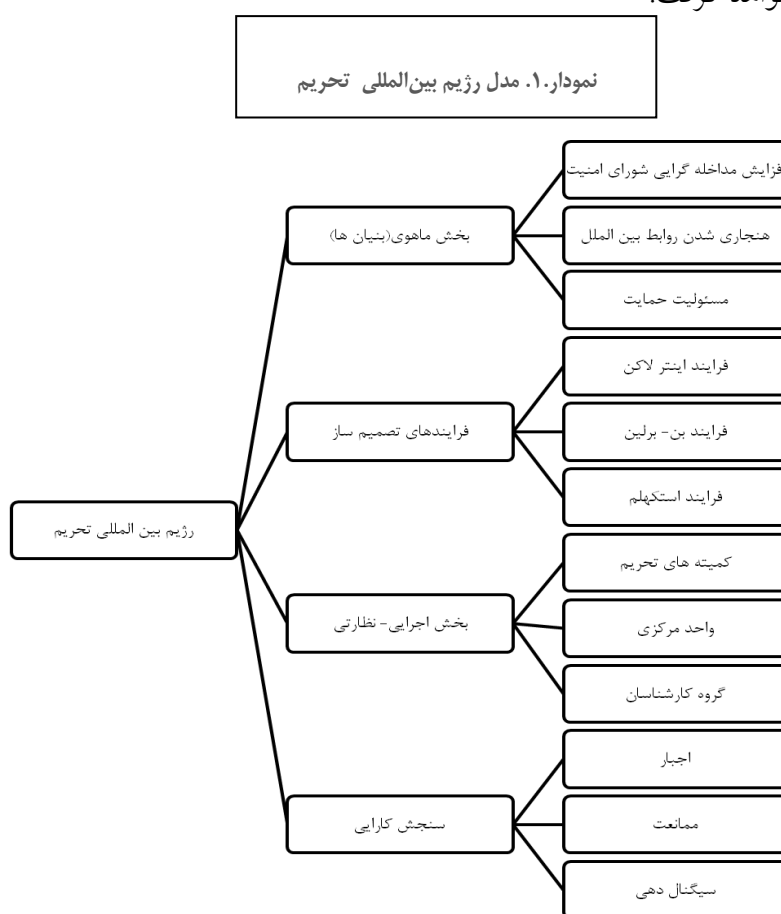 نمودار.۱. مدل رژیم بین‌المللی تحریم
فزایش مداخله گرایی شورای امنیت
بخش ماهوی(بنیان ها)
هنجاری شدن روابط بین الملل
مسئولیت حمایت
فرایند اینتر لاکن
فرایندهای تصمیم ساز
فرایند بن- برلین
فرایند استکهلم
رژیم بین المللی تحریم
کمیته های تحریم
بخش اجرایی- نظارتی
واحد مرکزی
گروه کارشناسان
اجبار
سنجش کارایی
ممانعت
سیگنال دهی